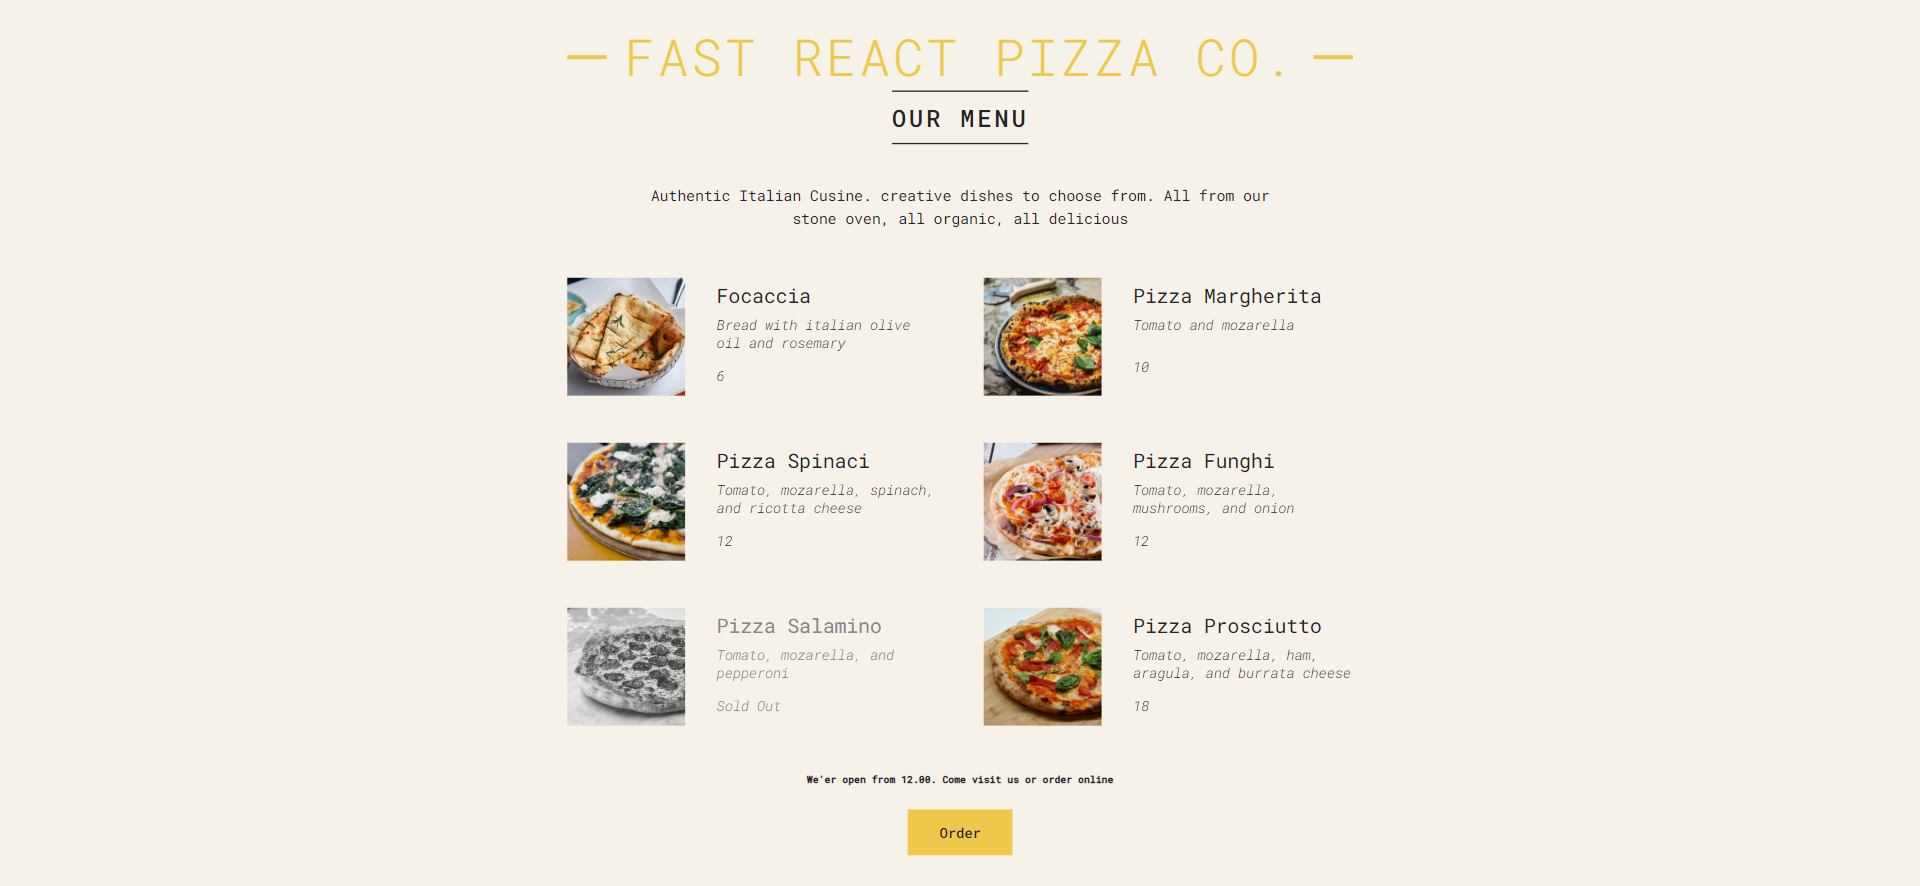 — FAST REACT PIZZA CO. —
OUR MENU
Authentic Italian Cusine. creative dishes to choose from. All from our
stone oven, all organic, all delicious
Focaccia
Bread with italian olive
oil and rosemary
6
Pizza Margherita
Tomato and mozarella
10
Pizza Spinaci
Tomato, mozarella, spinach,
and ricotta cheese
12
Pizza Funghi
Tomato, mozarella,
mushrooms, and onion
12
Pizza Salamino
Tomato, mozarella, and
pepperoni
Sold Out
Pizza Prosciutto
Tomato, mozarella, ham,
aragula, and burrata cheese
18
We'er open from 12.00. Come visit us or order online
Order